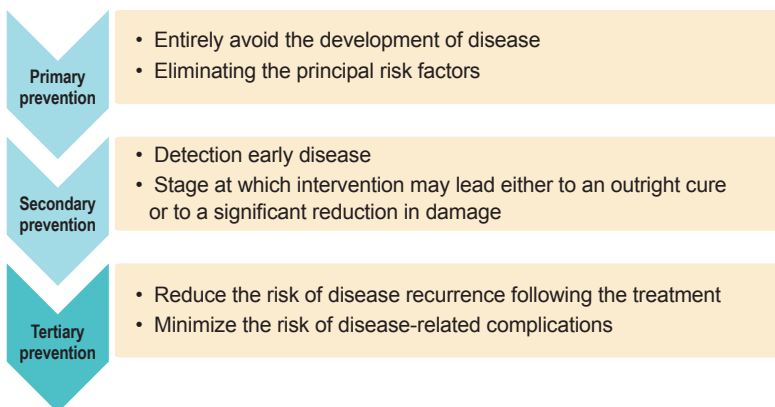 Primary
prevention
• Entirely avoid the development of disease
• Eliminating the principal risk factors
Secondary
prevention
• Detection early disease
• Stage at which intervention may lead either to an outright cure
or to a significant reduction in damage
Tertiary
prevention
• Reduce the risk of disease recurrence following the treatment
• Minimize the risk of disease-related complications